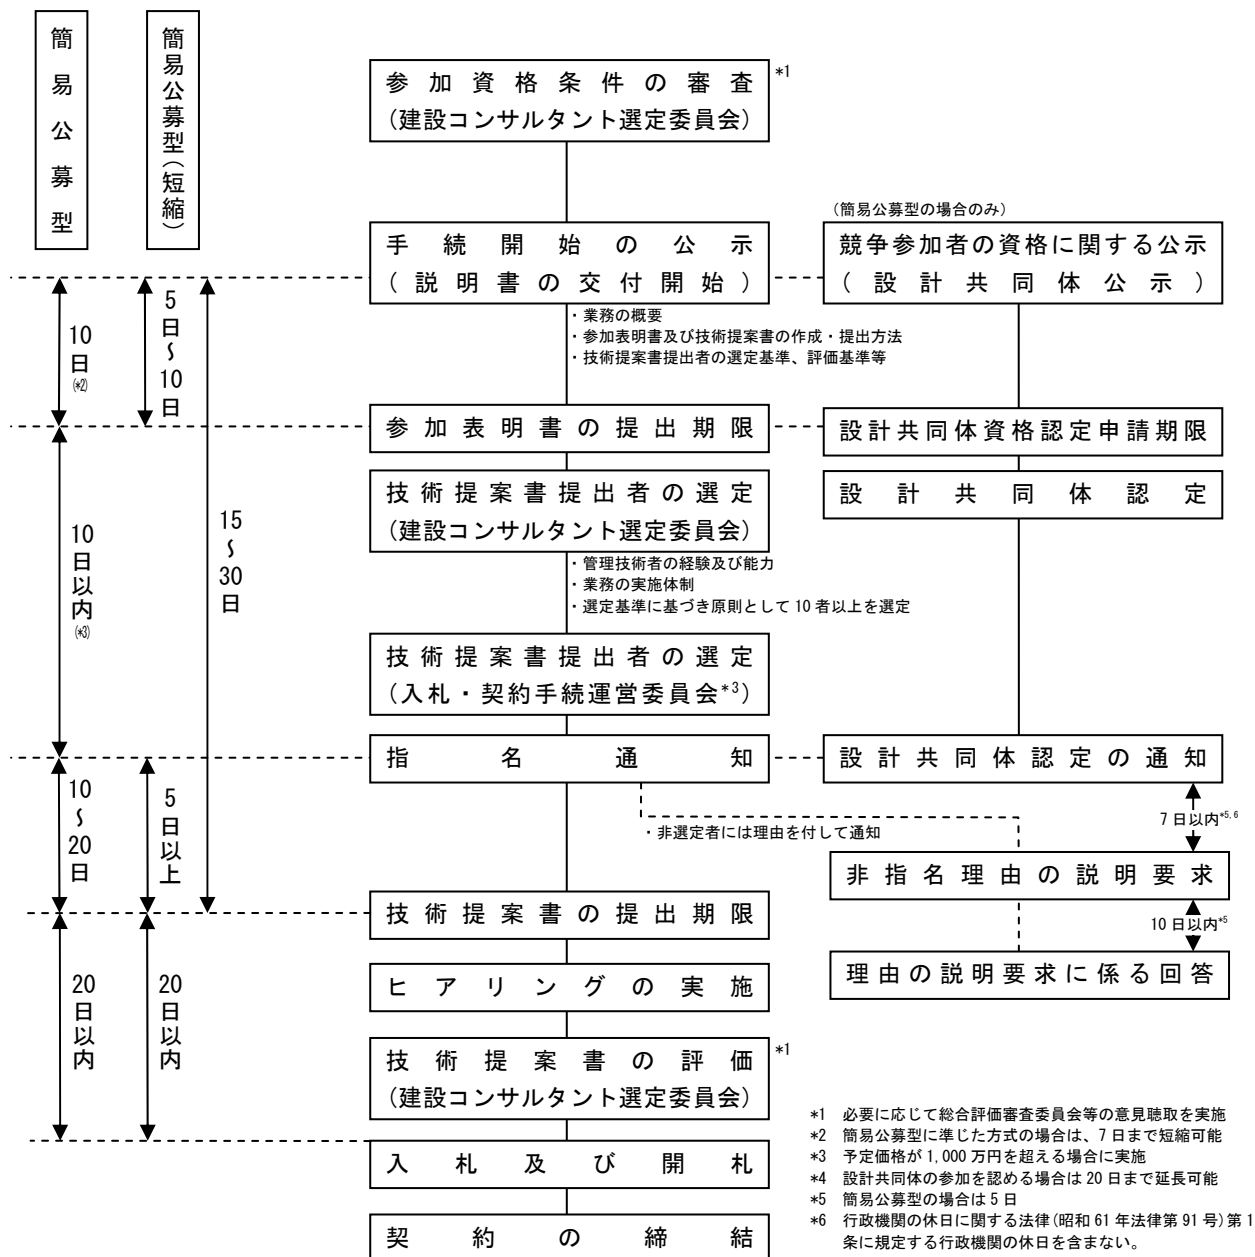 簡易公募型
簡易公募型(短縮)
参加資格条件の審査 *1
(建設コンサルタント選定委員会)
(簡易公募型の場合のみ)
手続開始の公示
(説明書の交付開始)
競争参加者の資格に関する公示
(設計共同体公示)
・業務の概要
・参加表明書及び技術提案書の作成・提出方法
・技術提案書提出者の選定基準、評価基準等
10日(*2)
5日~10日
15~30日
参加表明書の提出期限
設計共同体資格認定申請期限
技術提案書提出者の選定
(建設コンサルタント選定委員会)
設計共同体認定
・管理技術者の経験及び能力
・業務の実施体制
・選定基準に基づき原則として10者以上を選定
10日以内(*3)
技術提案書提出者の選定
(入札・契約手続運営委員会*3)
指名通知
設計共同体認定の通知
10~20日
5日以上
・非選定者には理由を付して通知
7日以内*5,6
非指名理由の説明要求
技術提案書の提出期限
10日以内*5
理由の説明要求に係る回答
ヒアリングの実施
20日以内
20日以内
技術提案書の評価 *1
(建設コンサルタント選定委員会)
入札及び開札
契約の締結
*1 必要に応じて総合評価審査委員会等の意見聴取を実施
*2 簡易公募型に準じた方式の場合は、7日まで短縮可能
*3 予定価格が1,000万円を超える場合に実施
*4 設計共同体の参加を認める場合は20日まで延長可能
*5 簡易公募型の場合は5日
*6 行政機関の休日に関する法律(昭和61年法律第91号)第1
条に規定する行政機関の休日を含まない。